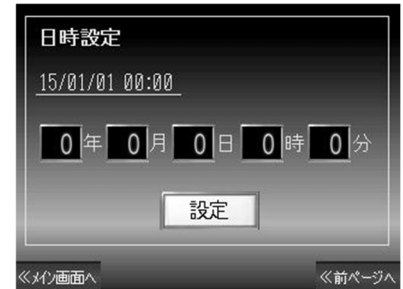 日時設定
15/01/01 00:00
0年 0月 0日 0時 0分
設定
≪メイン画面へ ≪前ページへ